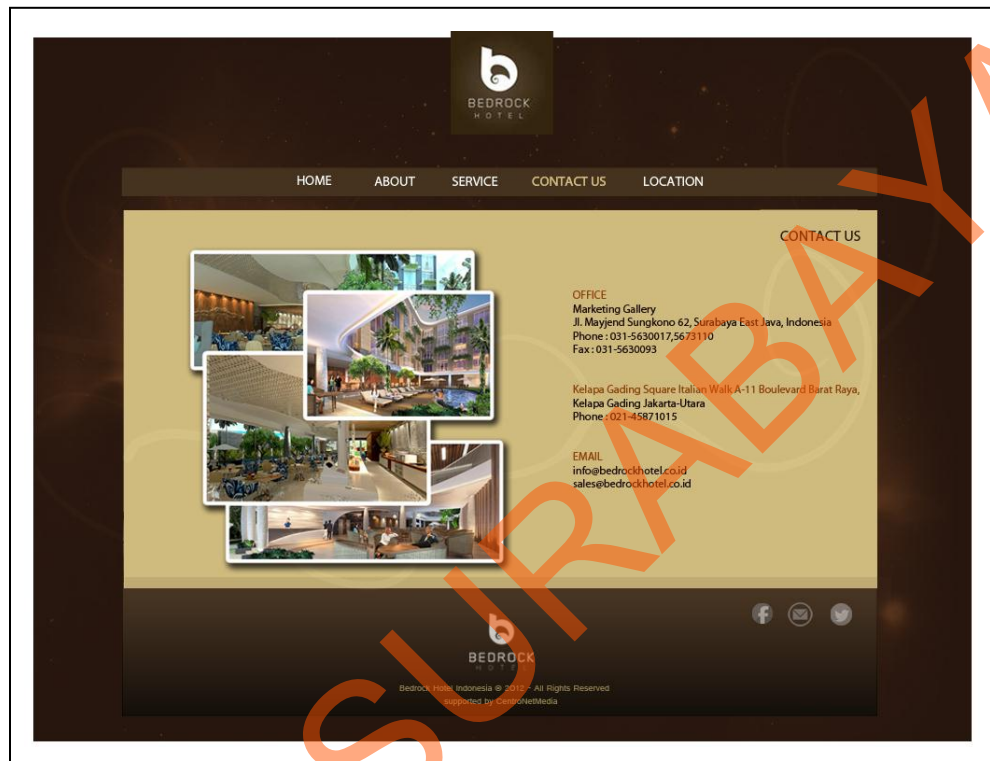 BEDROCK
HOTEL
HOME ABOUT SERVICE CONTACT US LOCATION
CONTACT US
OFFICE
Marketing Gallery
Jl. Mayjend Sungkono 62, Surabaya East Java, Indonesia
Phone : 031-5630017,5673110
Fax : 031-5630093
Kelapa Gading Square Italian Walk A-11 Boulevard Barat Raya,
Kelapa Gading Jakarta-Utara
Phone : 021-45871015
EMAIL
info@bedrockhotel.co.id
sales@bedrockhotel.co.id
BEDROCK
HOTEL
Bedrock Hotel Indonesia ® 2012 - All Rights Reserved
supported by CentroNetMedia
SURABAYA